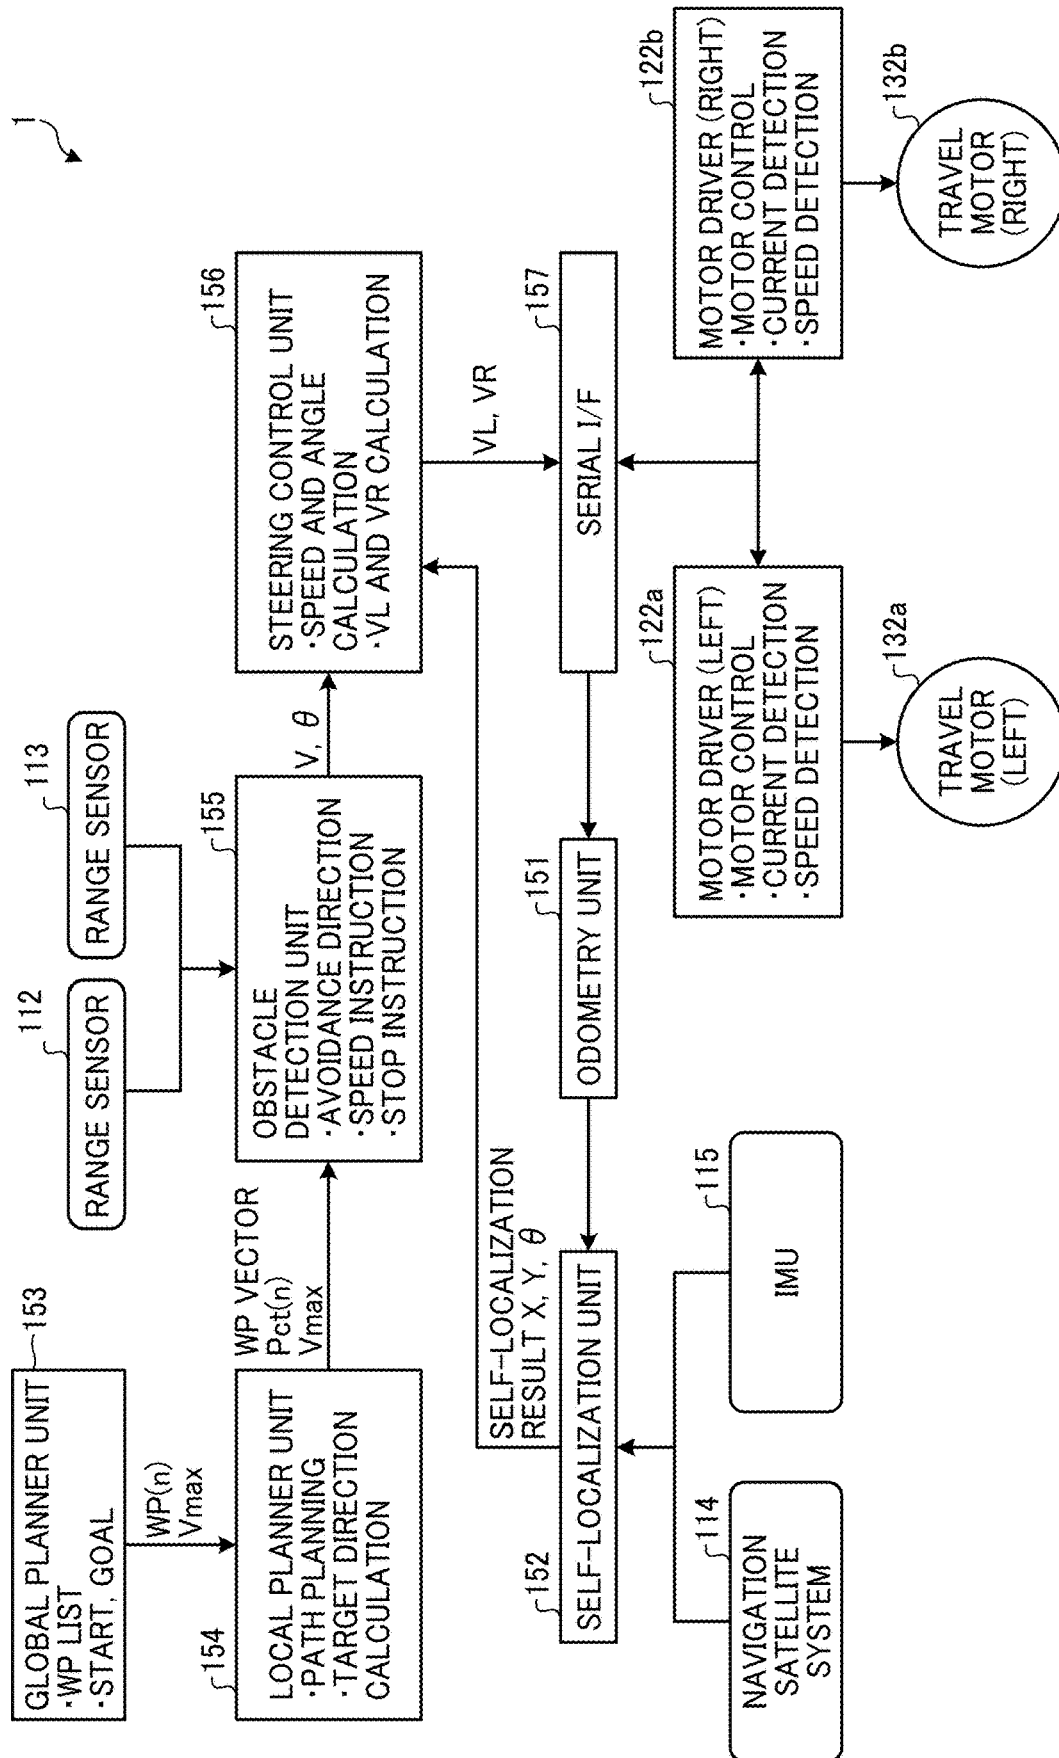 1
153
GLOBAL PLANNER UNIT
・WP LIST
・START, GOAL
WP(n)
Vmax
154
LOCAL PLANNER UNIT
・PATH PLANNING
・TARGET DIRECTION
CALCULATION
WP VECTOR
Pct(n)
Vmax
112
RANGE SENSOR
113
RANGE SENSOR
155
OBSTACLE
DETECTION UNIT
・AVOIDANCE DIRECTION
・SPEED INSTRUCTION
・STOP INSTRUCTION
V, θ
156
STEERING CONTROL UNIT
・SPEED AND ANGLE
CALCULATION
・VL AND VR CALCULATION
VL, VR
SELF-LOCALIZATION
RESULT X, Y, θ
152
SELF-LOCALIZATION UNIT
151
ODOMETRY UNIT
157
SERIAL I/F
114
NAVIGATION
SATELLITE
SYSTEM
115
IMU
122a
MOTOR DRIVER (LEFT)
・MOTOR CONTROL
・CURRENT DETECTION
・SPEED DETECTION
122b
MOTOR DRIVER (RIGHT)
・MOTOR CONTROL
・CURRENT DETECTION
・SPEED DETECTION
132a
TRAVEL
MOTOR
(LEFT)
132b
TRAVEL
MOTOR
(RIGHT)